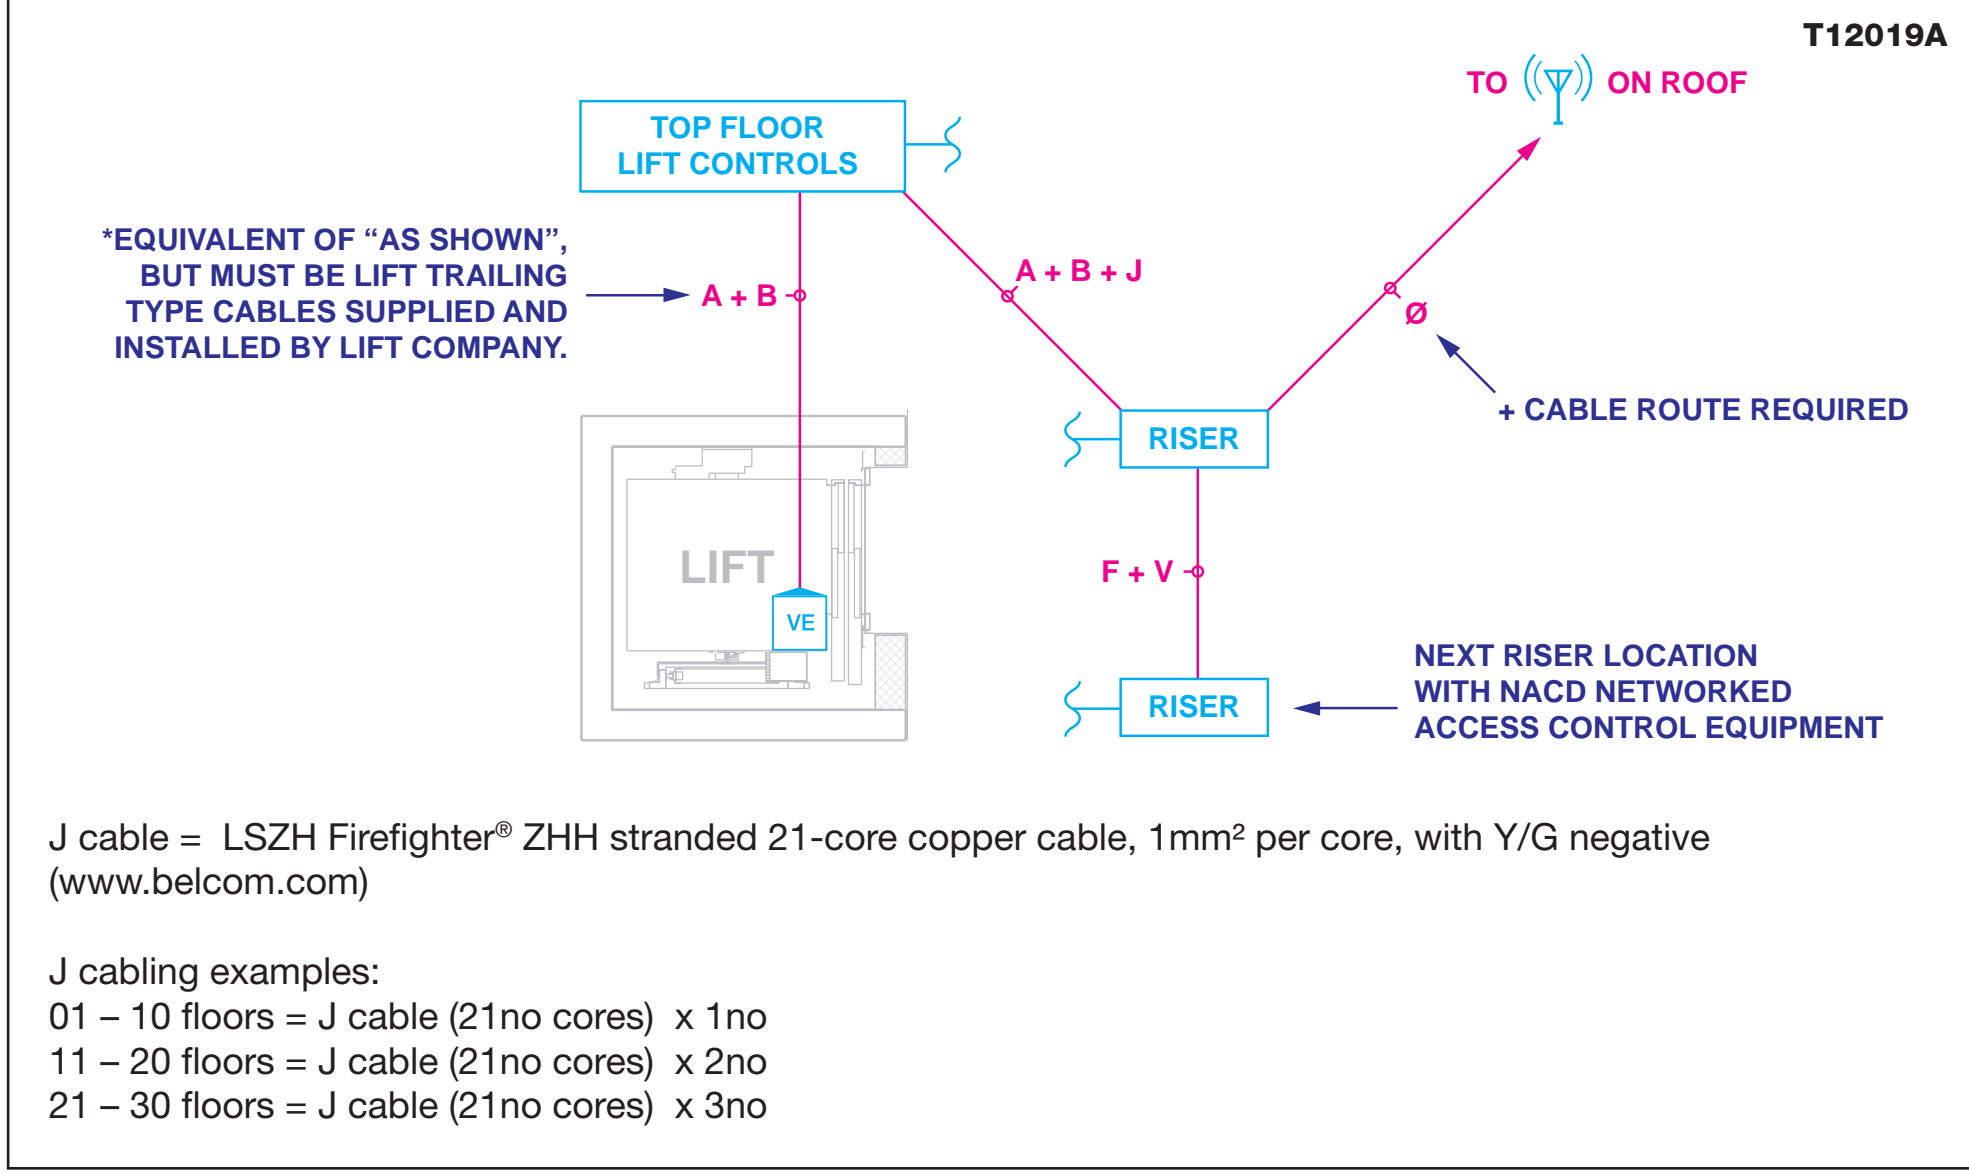 T12019A
TO ON ROOF
TOP FLOOR
LIFT CONTROLS
*EQUIVALENT OF “AS SHOWN”,
BUT MUST BE LIFT TRAILING
TYPE CABLES SUPPLIED AND
INSTALLED BY LIFT COMPANY.
A + B
A + B + J
Ø
+ CABLE ROUTE REQUIRED
RISER
LIFT
VE
F + V
RISER
NEXT RISER LOCATION
WITH NACD NETWORKED
ACCESS CONTROL EQUIPMENT
J cable = LSZH Firefighter® ZHH stranded 21-core copper cable, 1mm² per core, with Y/G negative
(www.belcom.com)
J cabling examples:
01 – 10 floors = J cable (21no cores) x 1no
11 – 20 floors = J cable (21no cores) x 2no
21 – 30 floors = J cable (21no cores) x 3no